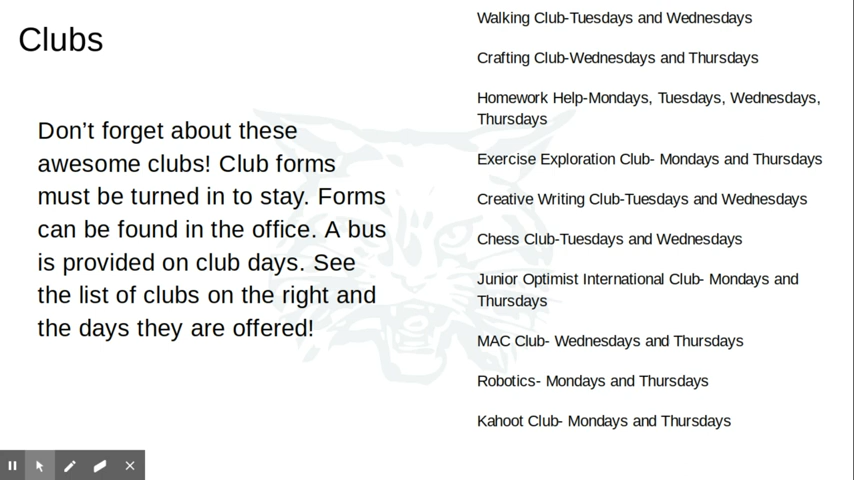 Clubs
Don’t forget about these
awesome clubs! Club forms
must be turned in to stay. Forms
can be found in the office. A bus
is provided on club days. See
the list of clubs on the right and
the days they are offered!
Walking Club-Tuesdays and Wednesdays
Crafting Club-Wednesdays and Thursdays
Homework Help-Mondays, Tuesdays, Wednesdays,
Thursdays
Exercise Exploration Club- Mondays and Thursdays
Creative Writing Club-Tuesdays and Wednesdays
Chess Club-Tuesdays and Wednesdays
Junior Optimist International Club- Mondays and
Thursdays
MAC Club- Wednesdays and Thursdays
Robotics- Mondays and Thursdays
Kahoot Club- Mondays and Thursdays